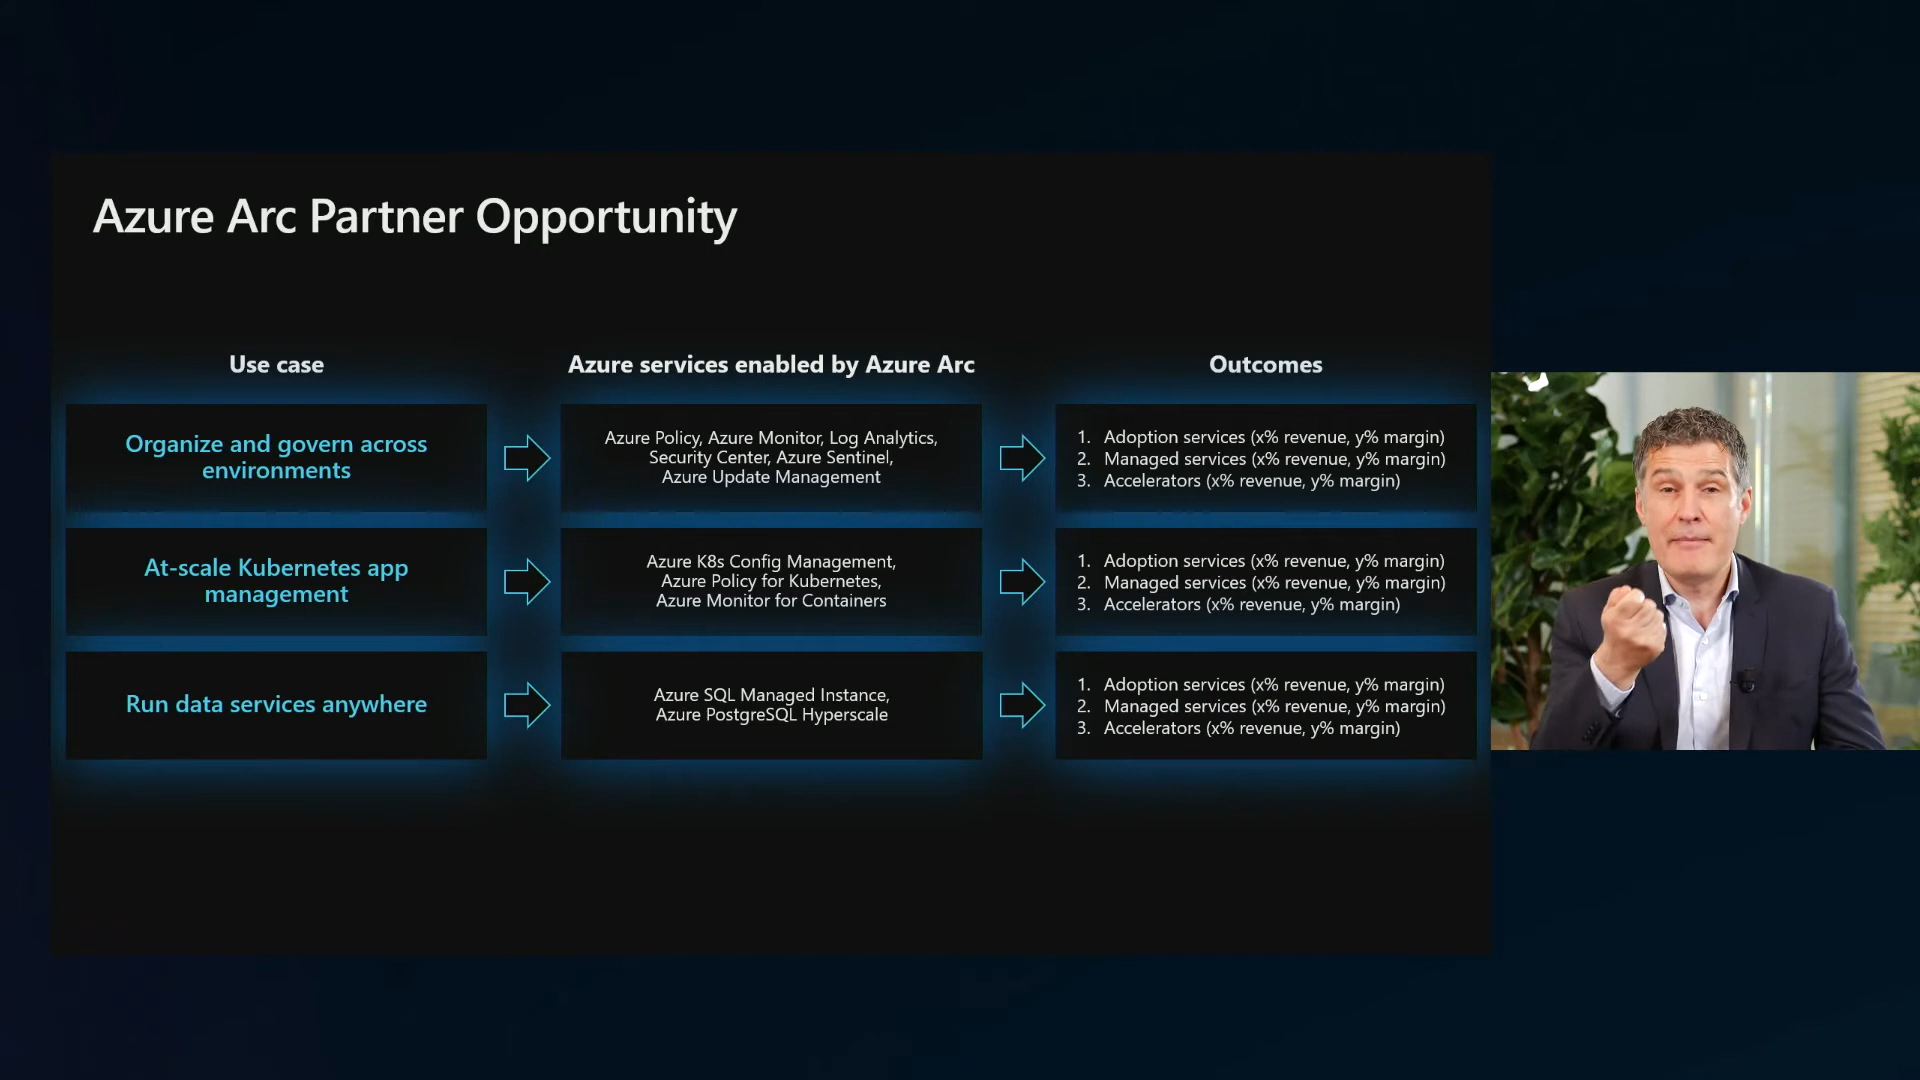 Azure Arc Partner Opportunity
Use case
Azure services enabled by Azure Arc
Outcomes
Organize and govern across
environments
Azure Policy, Azure Monitor, Log Analytics,
Security Center, Azure Sentinel,
Azure Update Management
1. Adoption services (x% revenue, y% margin)
2. Managed services (x% revenue, y% margin)
3. Accelerators (x% revenue, y% margin)
At-scale Kubernetes app
management
Azure K8s Config Management,
Azure Policy for Kubernetes,
Azure Monitor for Containers
1. Adoption services (x% revenue, y% margin)
2. Managed services (x% revenue, y% margin)
3. Accelerators (x% revenue, y% margin)
Run data services anywhere
Azure SQL Managed Instance,
Azure PostgreSQL Hyperscale
1. Adoption services (x% revenue, y% margin)
2. Managed services (x% revenue, y% margin)
3. Accelerators (x% revenue, y% margin)